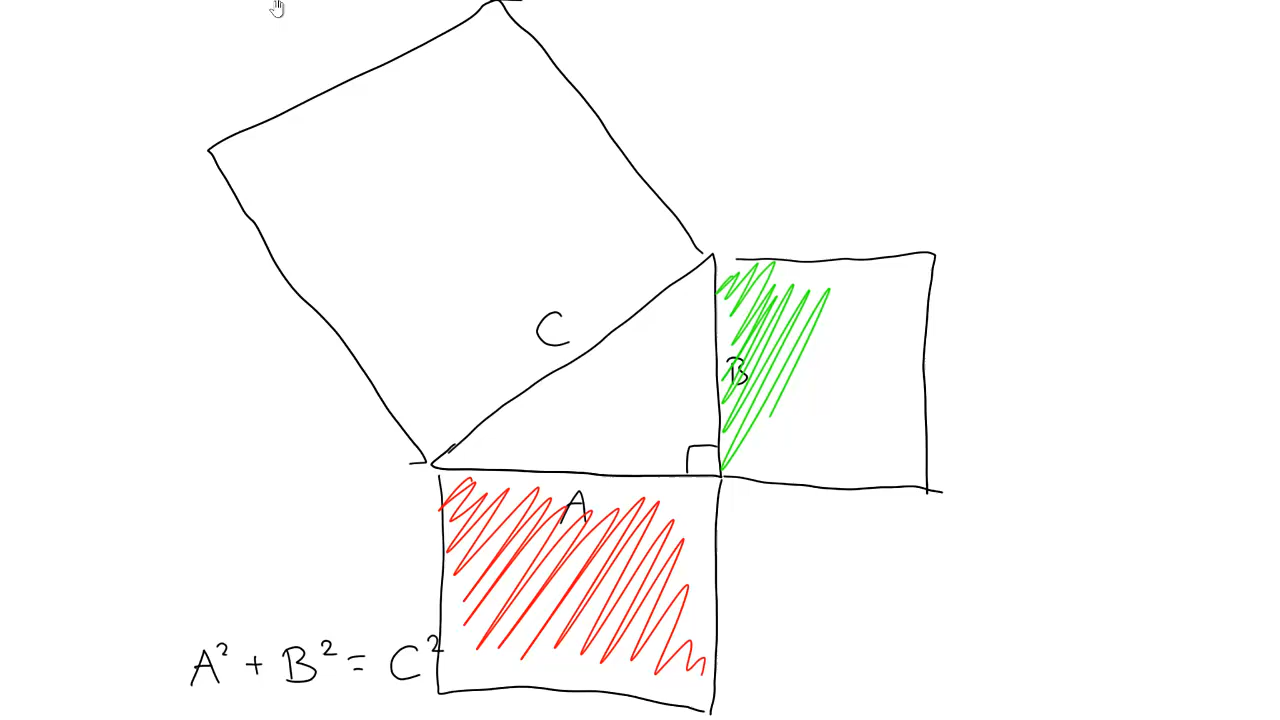 C
B
A
A² + B² = C²